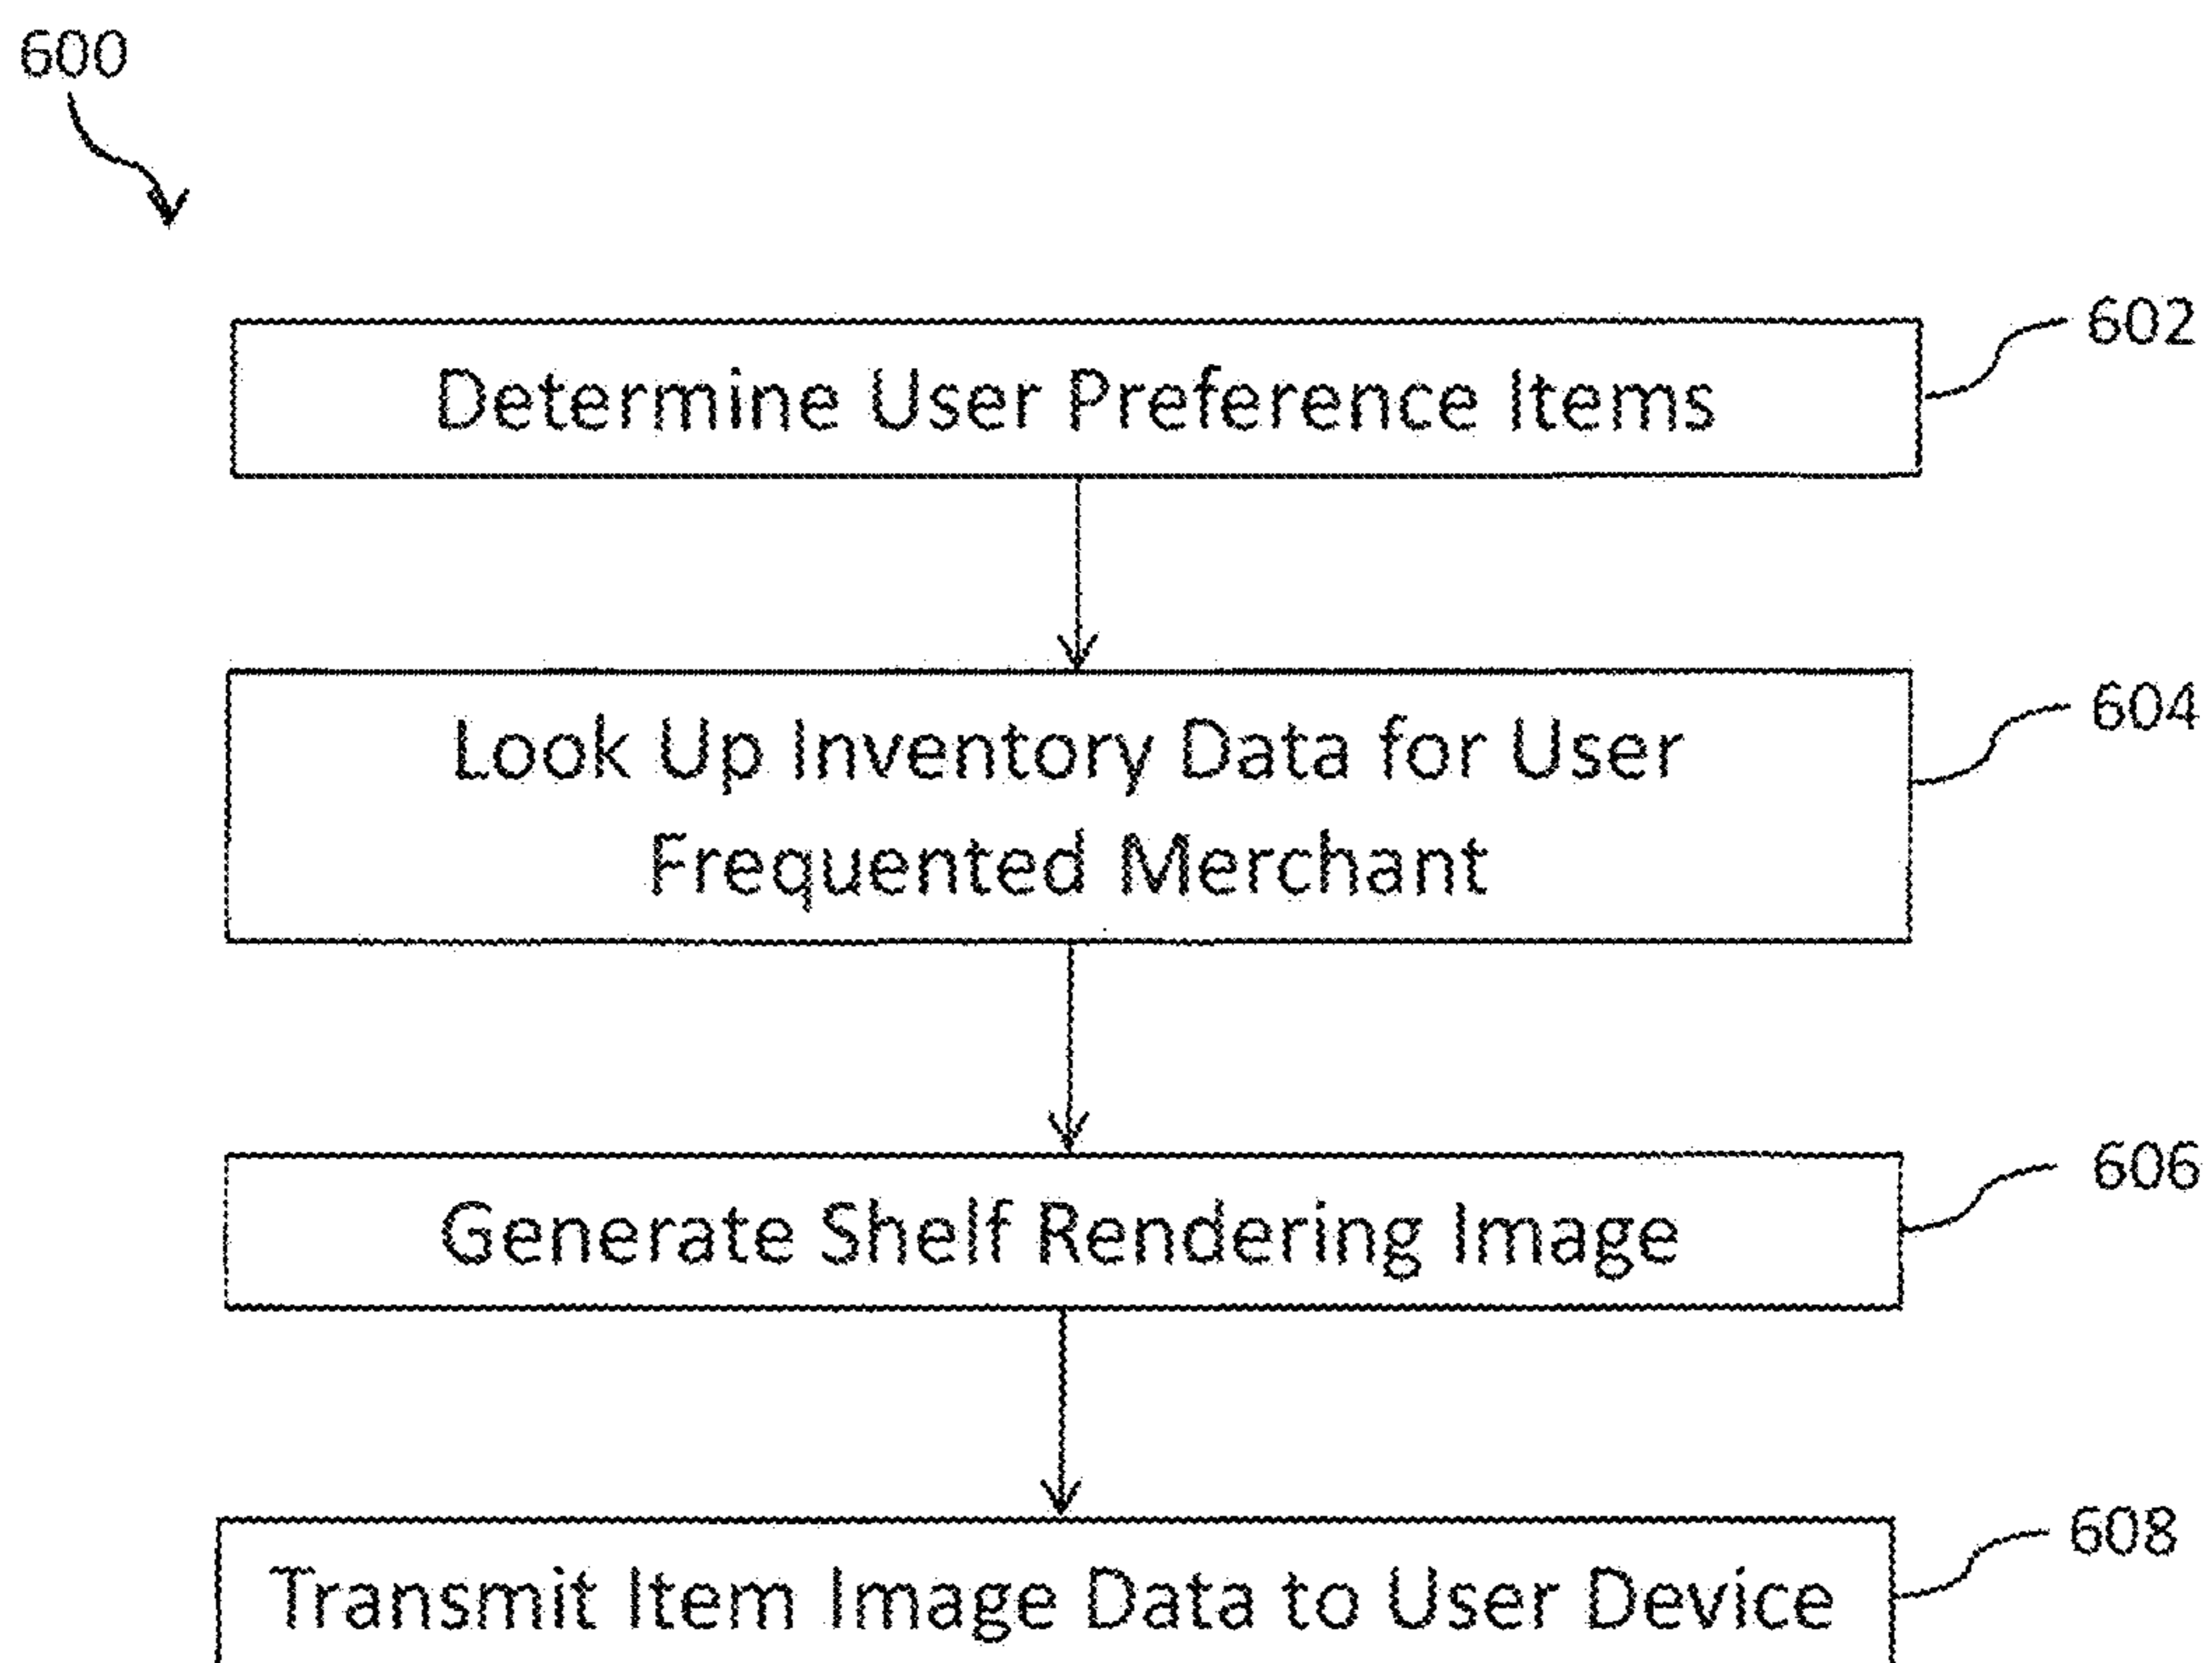 600
Determine User Preference Items
602
Look Up Inventory Data for User
Frequented Merchant
604
Generate Shelf Rendering Image
606
Transmit Item Image Data to User Device
608